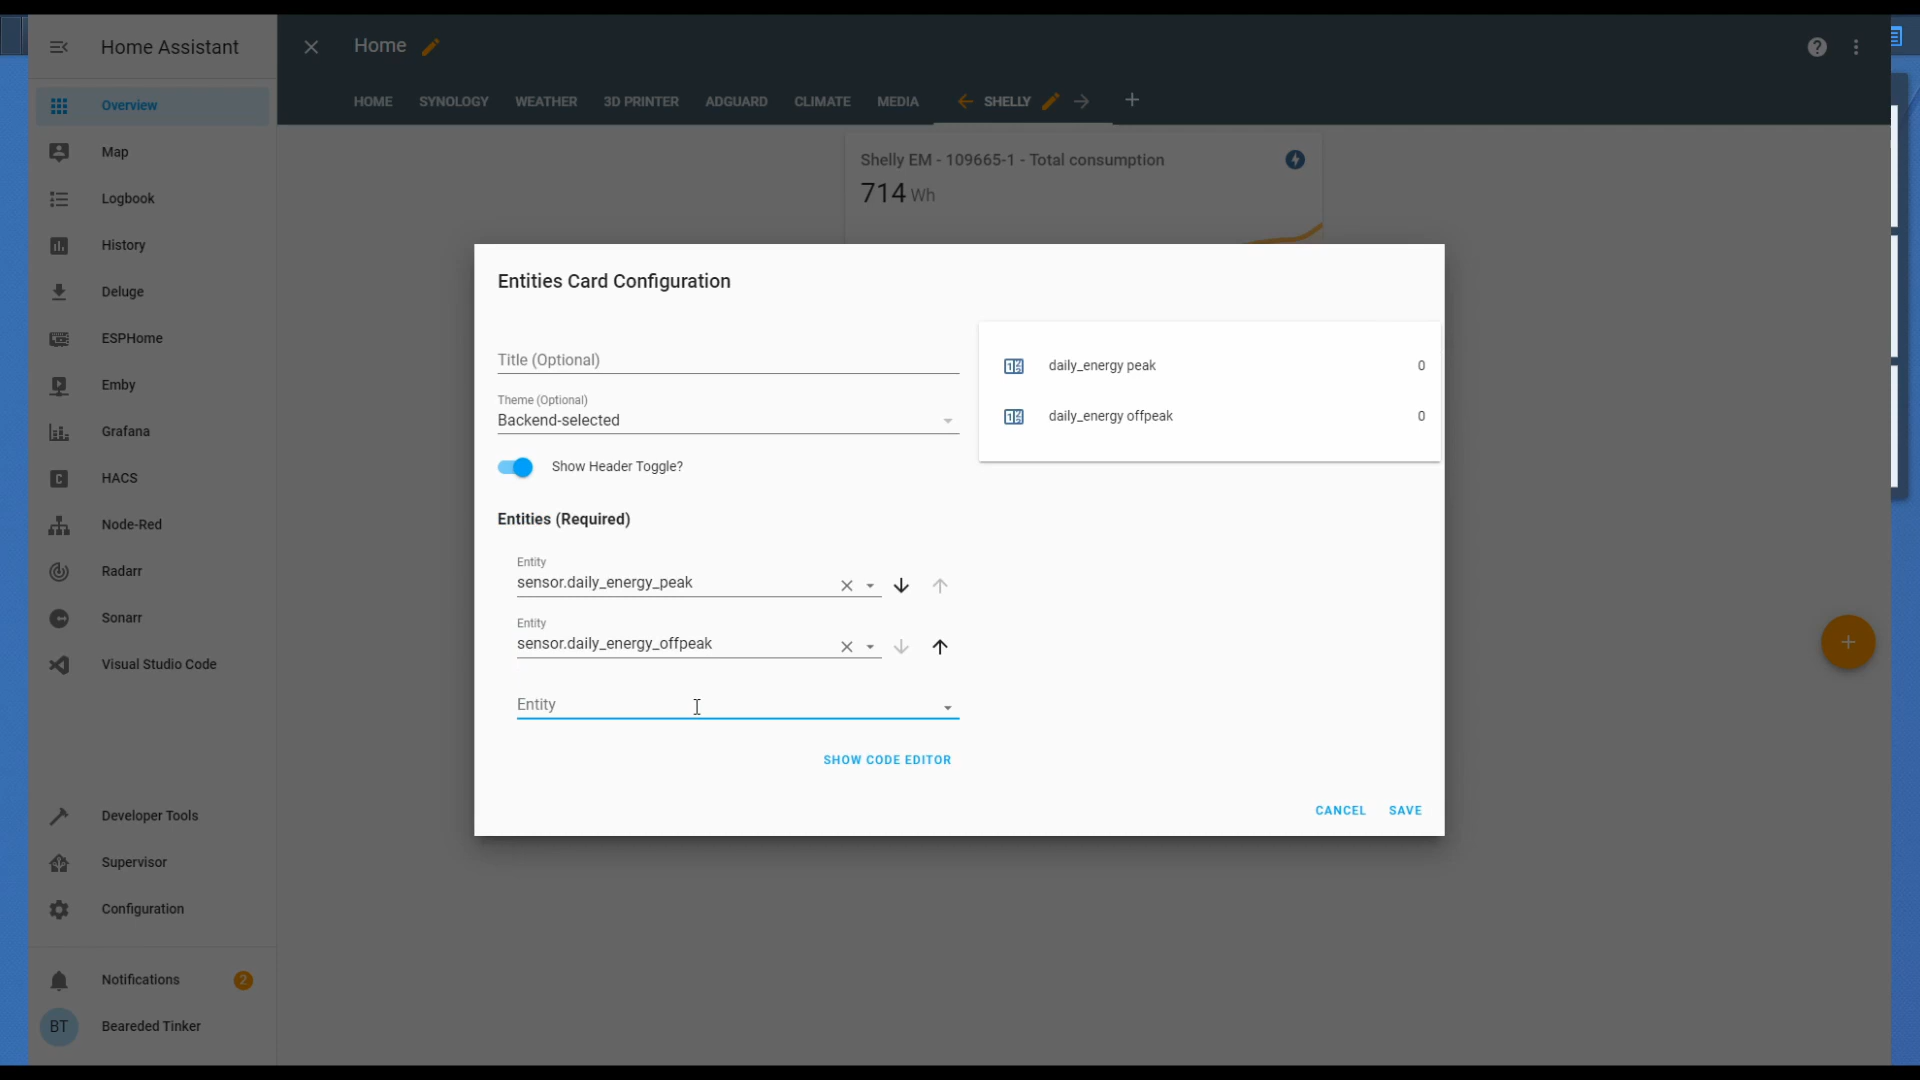 Home Assistant
Home
?
Overview
Map
Logbook
History
Deluge
ESPHome
Emby
Grafana
HACS
Node-Red
Radarr
Sonarr
Visual Studio Code
Developer Tools
Supervisor
Configuration
Notifications 2
BT Beareded Tinker
HOME SYNOLOGY WEATHER 3D PRINTER ADGUARD CLIMATE MEDIA SHELLY
Shelly EM - 109665-1 - Total consumption
714 Wh
Entities Card Configuration
Title (Optional)
Theme (Optional)
Backend-selected
Show Header Toggle?
Entities (Required)
Entity
sensor.daily_energy_peak
Entity
sensor.daily_energy_offpeak
Entity
SHOW CODE EDITOR
daily_energy peak 0
daily_energy offpeak 0
CANCEL SAVE